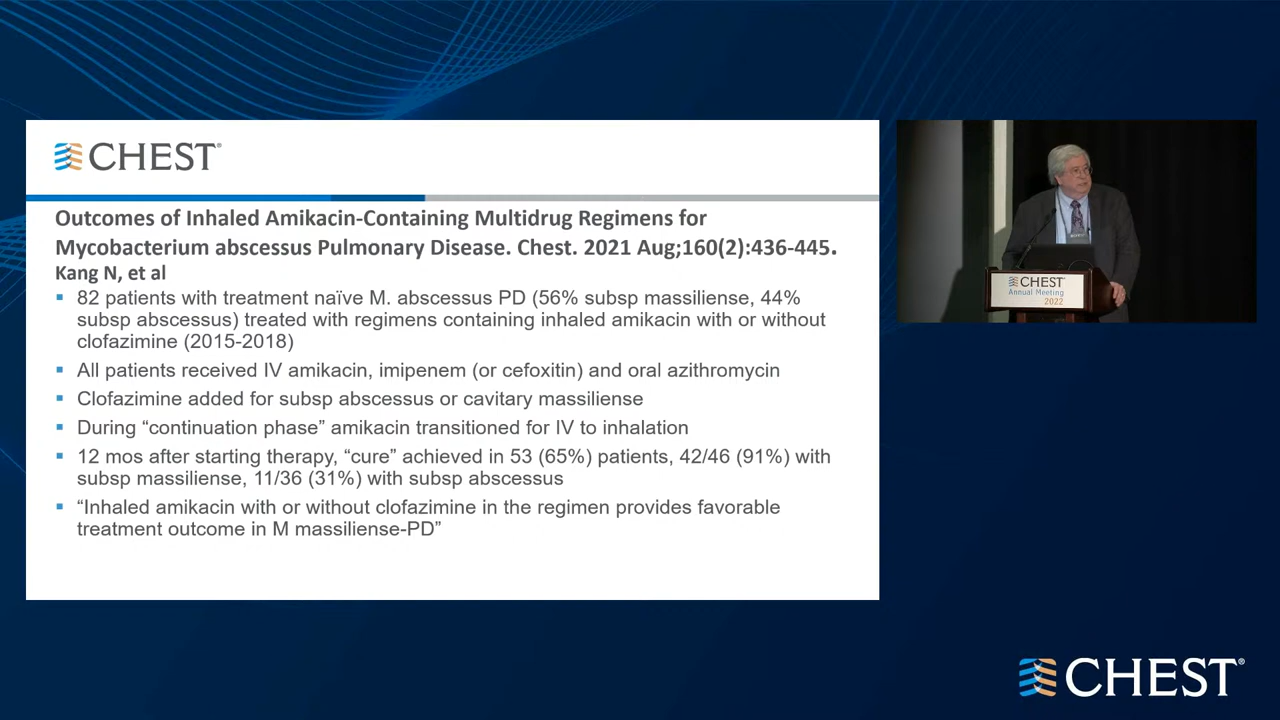 CHEST
Outcomes of Inhaled Amikacin-Containing Multidrug Regimens for
Mycobacterium abscessus Pulmonary Disease. Chest. 2021 Aug;160(2):436-445.
Kang N, et al
▪ 82 patients with treatment naïve M. abscessus PD (56% subsp massiliense, 44%
subsp abscessus) treated with regimens containing inhaled amikacin with or without
clofazimine (2015-2018)
▪ All patients received IV amikacin, imipenem (or cefoxitin) and oral azithromycin
▪ Clofazimine added for subsp abscessus or cavitary massiliense
▪ During “continuation phase” amikacin transitioned for IV to inhalation
▪ 12 mos after starting therapy, “cure” achieved in 53 (65%) patients, 42/46 (91%) with
subsp massiliense, 11/36 (31%) with subsp abscessus
▪ “Inhaled amikacin with or without clofazimine in the regimen provides favorable
treatment outcome in M massiliense-PD”
CHEST
Annual Meeting
2022
CHEST®